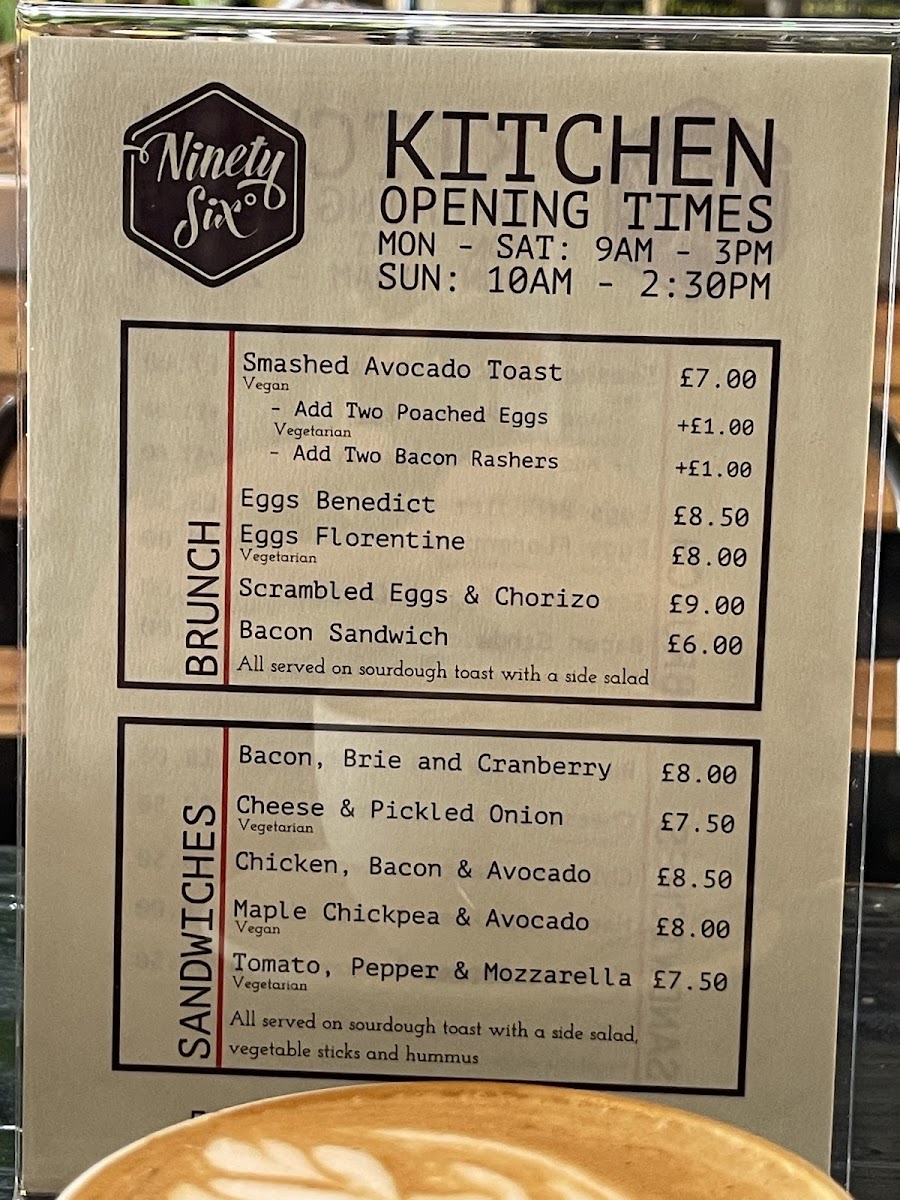 Ninety
Six°
KITCHEN
OPENING TIMES
MON - SAT: 9AM - 3PM
SUN: 10AM - 2:30PM
BRUNCH
Smashed Avocado Toast £7.00
Vegan
- Add Two Poached Eggs +£1.00
Vegetarian
- Add Two Bacon Rashers +£1.00
Eggs Benedict £8.50
Eggs Florentine £8.00
Vegetarian
Scrambled Eggs & Chorizo £9.00
Bacon Sandwich £6.00
All served on sourdough toast with a side salad
SANDWICHES
Bacon, Brie and Cranberry £8.00
Cheese & Pickled Onion £7.50
Vegetarian
Chicken, Bacon & Avocado £8.50
Maple Chickpea & Avocado £8.00
Vegan
Tomato, Pepper & Mozzarella £7.50
Vegetarian
All served on sourdough toast with a side salad,
vegetable sticks and hummus